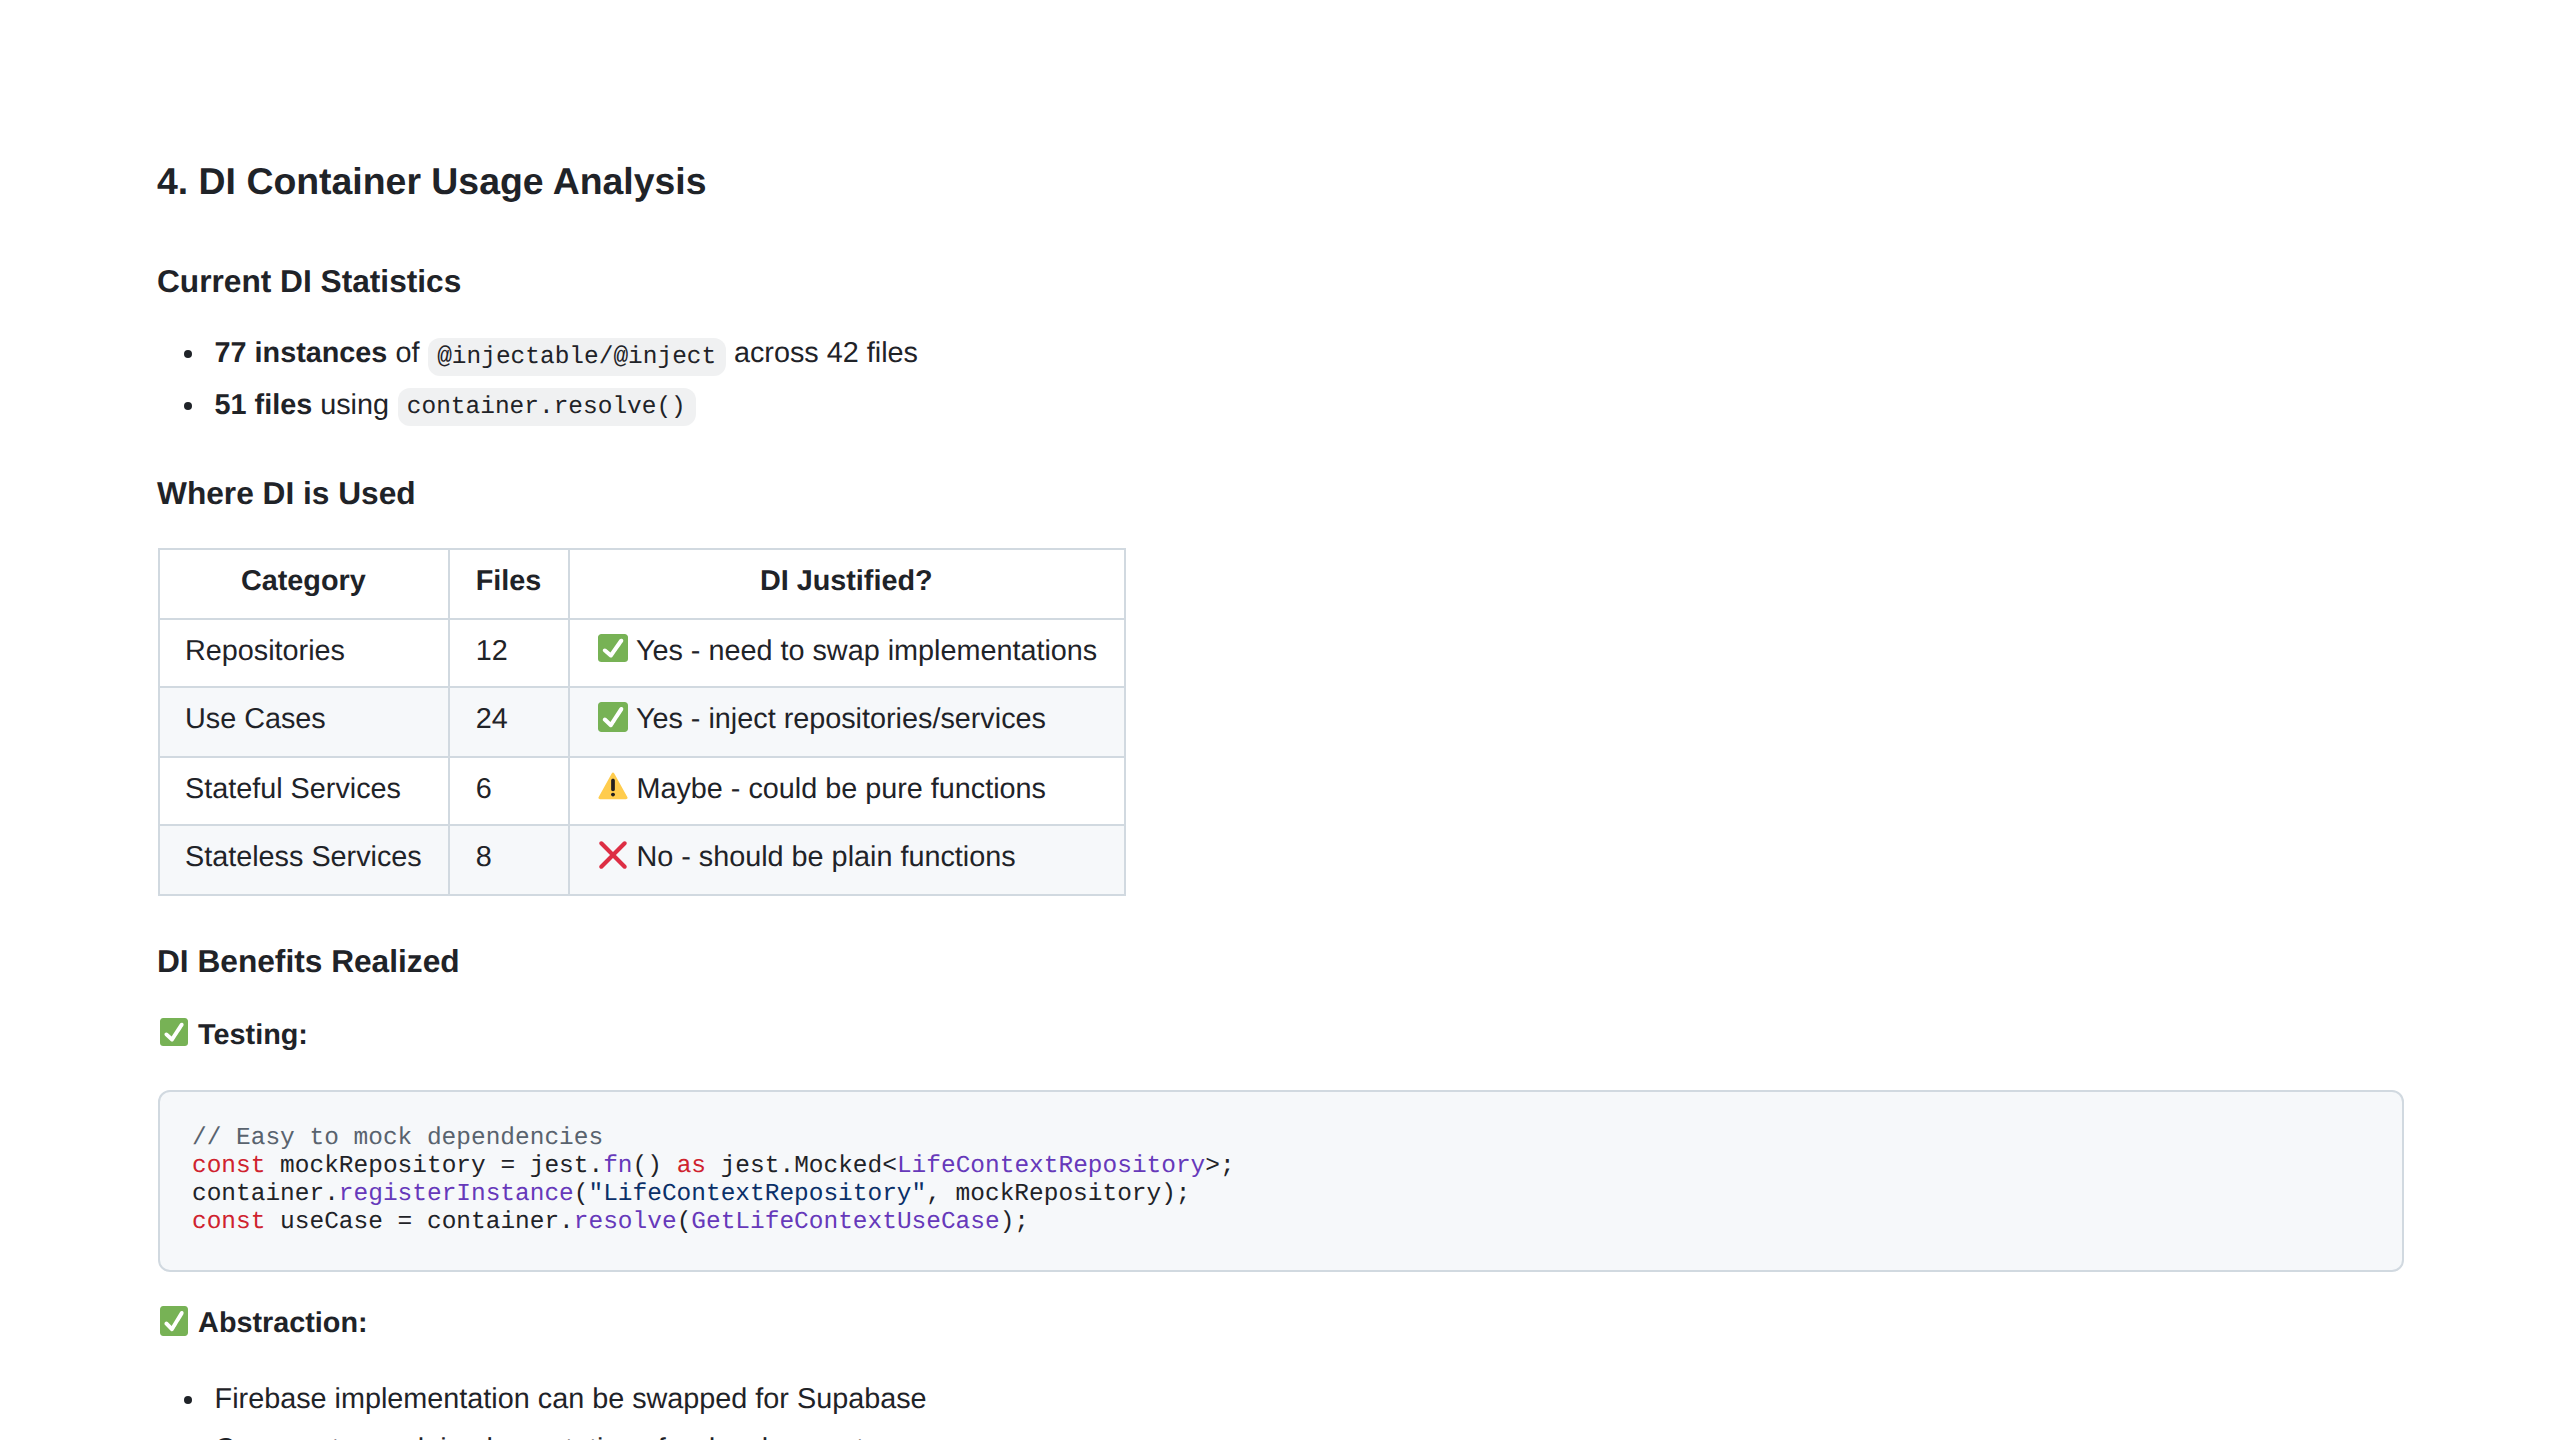 4. DI Container Usage Analysis
Current DI Statistics
• 77 instances of @injectable/@inject across 42 files
• 51 files using container.resolve()
Where DI is Used
Category Files DI Justified?
Repositories 12 ✅ Yes - need to swap implementations
Use Cases 24 ✅ Yes - inject repositories/services
Stateful Services 6 ⚠️ Maybe - could be pure functions
Stateless Services 8 ❌ No - should be plain functions
DI Benefits Realized
✅ Testing:
// Easy to mock dependencies
const mockRepository = jest.fn() as jest.Mocked<LifeContextRepository>;
container.registerInstance("LifeContextRepository", mockRepository);
const useCase = container.resolve(GetLifeContextUseCase);
✅ Abstraction:
• Firebase implementation can be swapped for Supabase